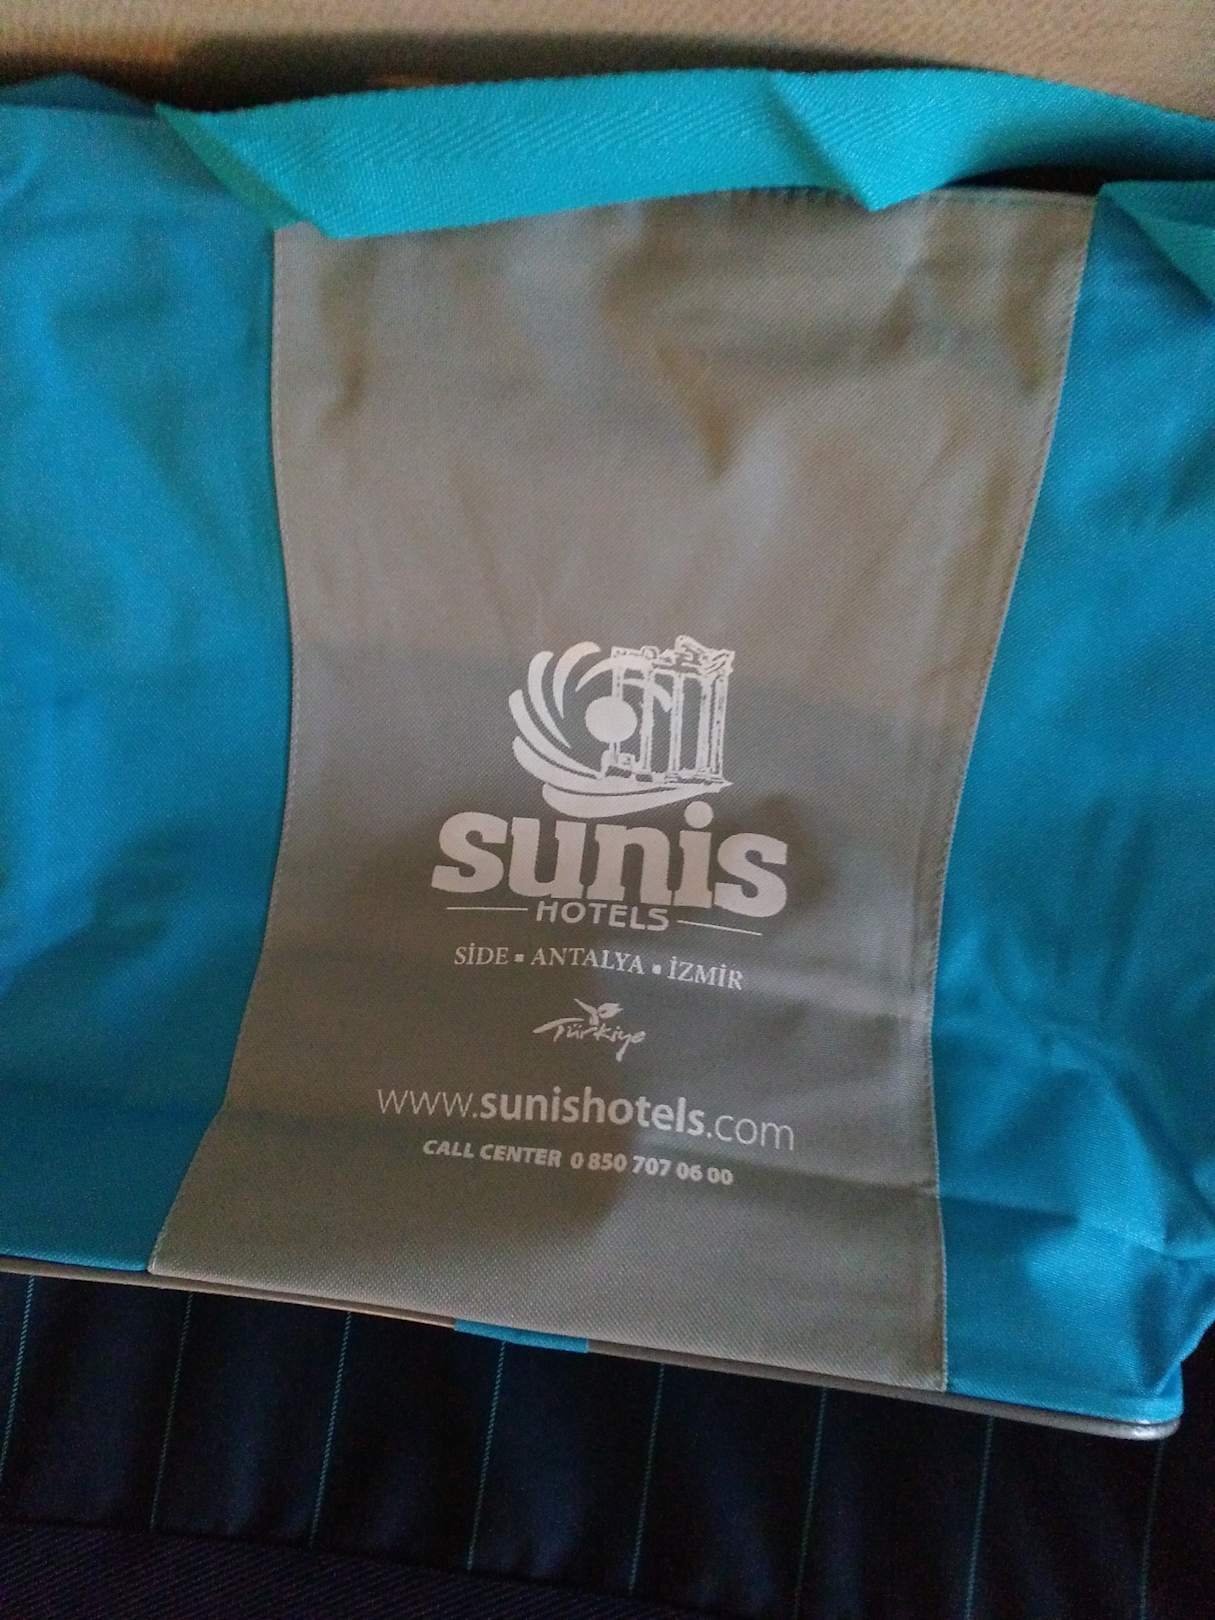 sunis
HOTELS
SİDE ▪ ANTALYA ▪ İZMİR
Türkiye
www.sunishotels.com
CALL CENTER 0 850 707 06 00